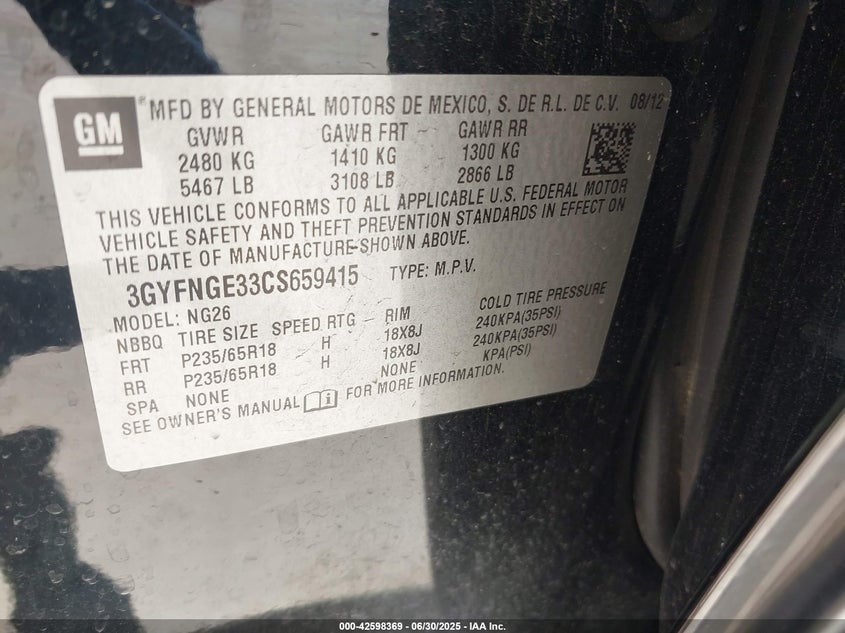 GM
® MFD BY GENERAL MOTORS DE MEXICO, S. DE R.L. DE C.V. 08/12
GVWR GAWR FRT GAWR RR
2480 KG 1410 KG 1300 KG
5467 LB 3108 LB 2866 LB
THIS VEHICLE CONFORMS TO ALL APPLICABLE U.S. FEDERAL MOTOR
VEHICLE SAFETY AND THEFT PREVENTION STANDARDS IN EFFECT ON
THE DATE OF MANUFACTURE SHOWN ABOVE.
3GYFNGE33CS659415 TYPE: M.P.V.
MODEL: NG26
NBBQ TIRE SIZE SPEED RTG RIM COLD TIRE PRESSURE
FRT P235/65R18 H 18X8J 240KPA(35PSI)
RR P235/65R18 H 18X8J 240KPA(35PSI)
SPA NONE NONE KPA(PSI)
SEE OWNER'S MANUAL FOR MORE INFORMATION.
000-42598369 - 06/30/2025 - IAA Inc.